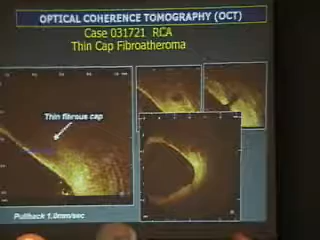 OPTICAL COHERENCE TOMOGRAPHY (OCT)
Case 031721 RCA
Thin Cap Fibroatheroma
Thin fibrous cap
Pullback 1.0mm/sec